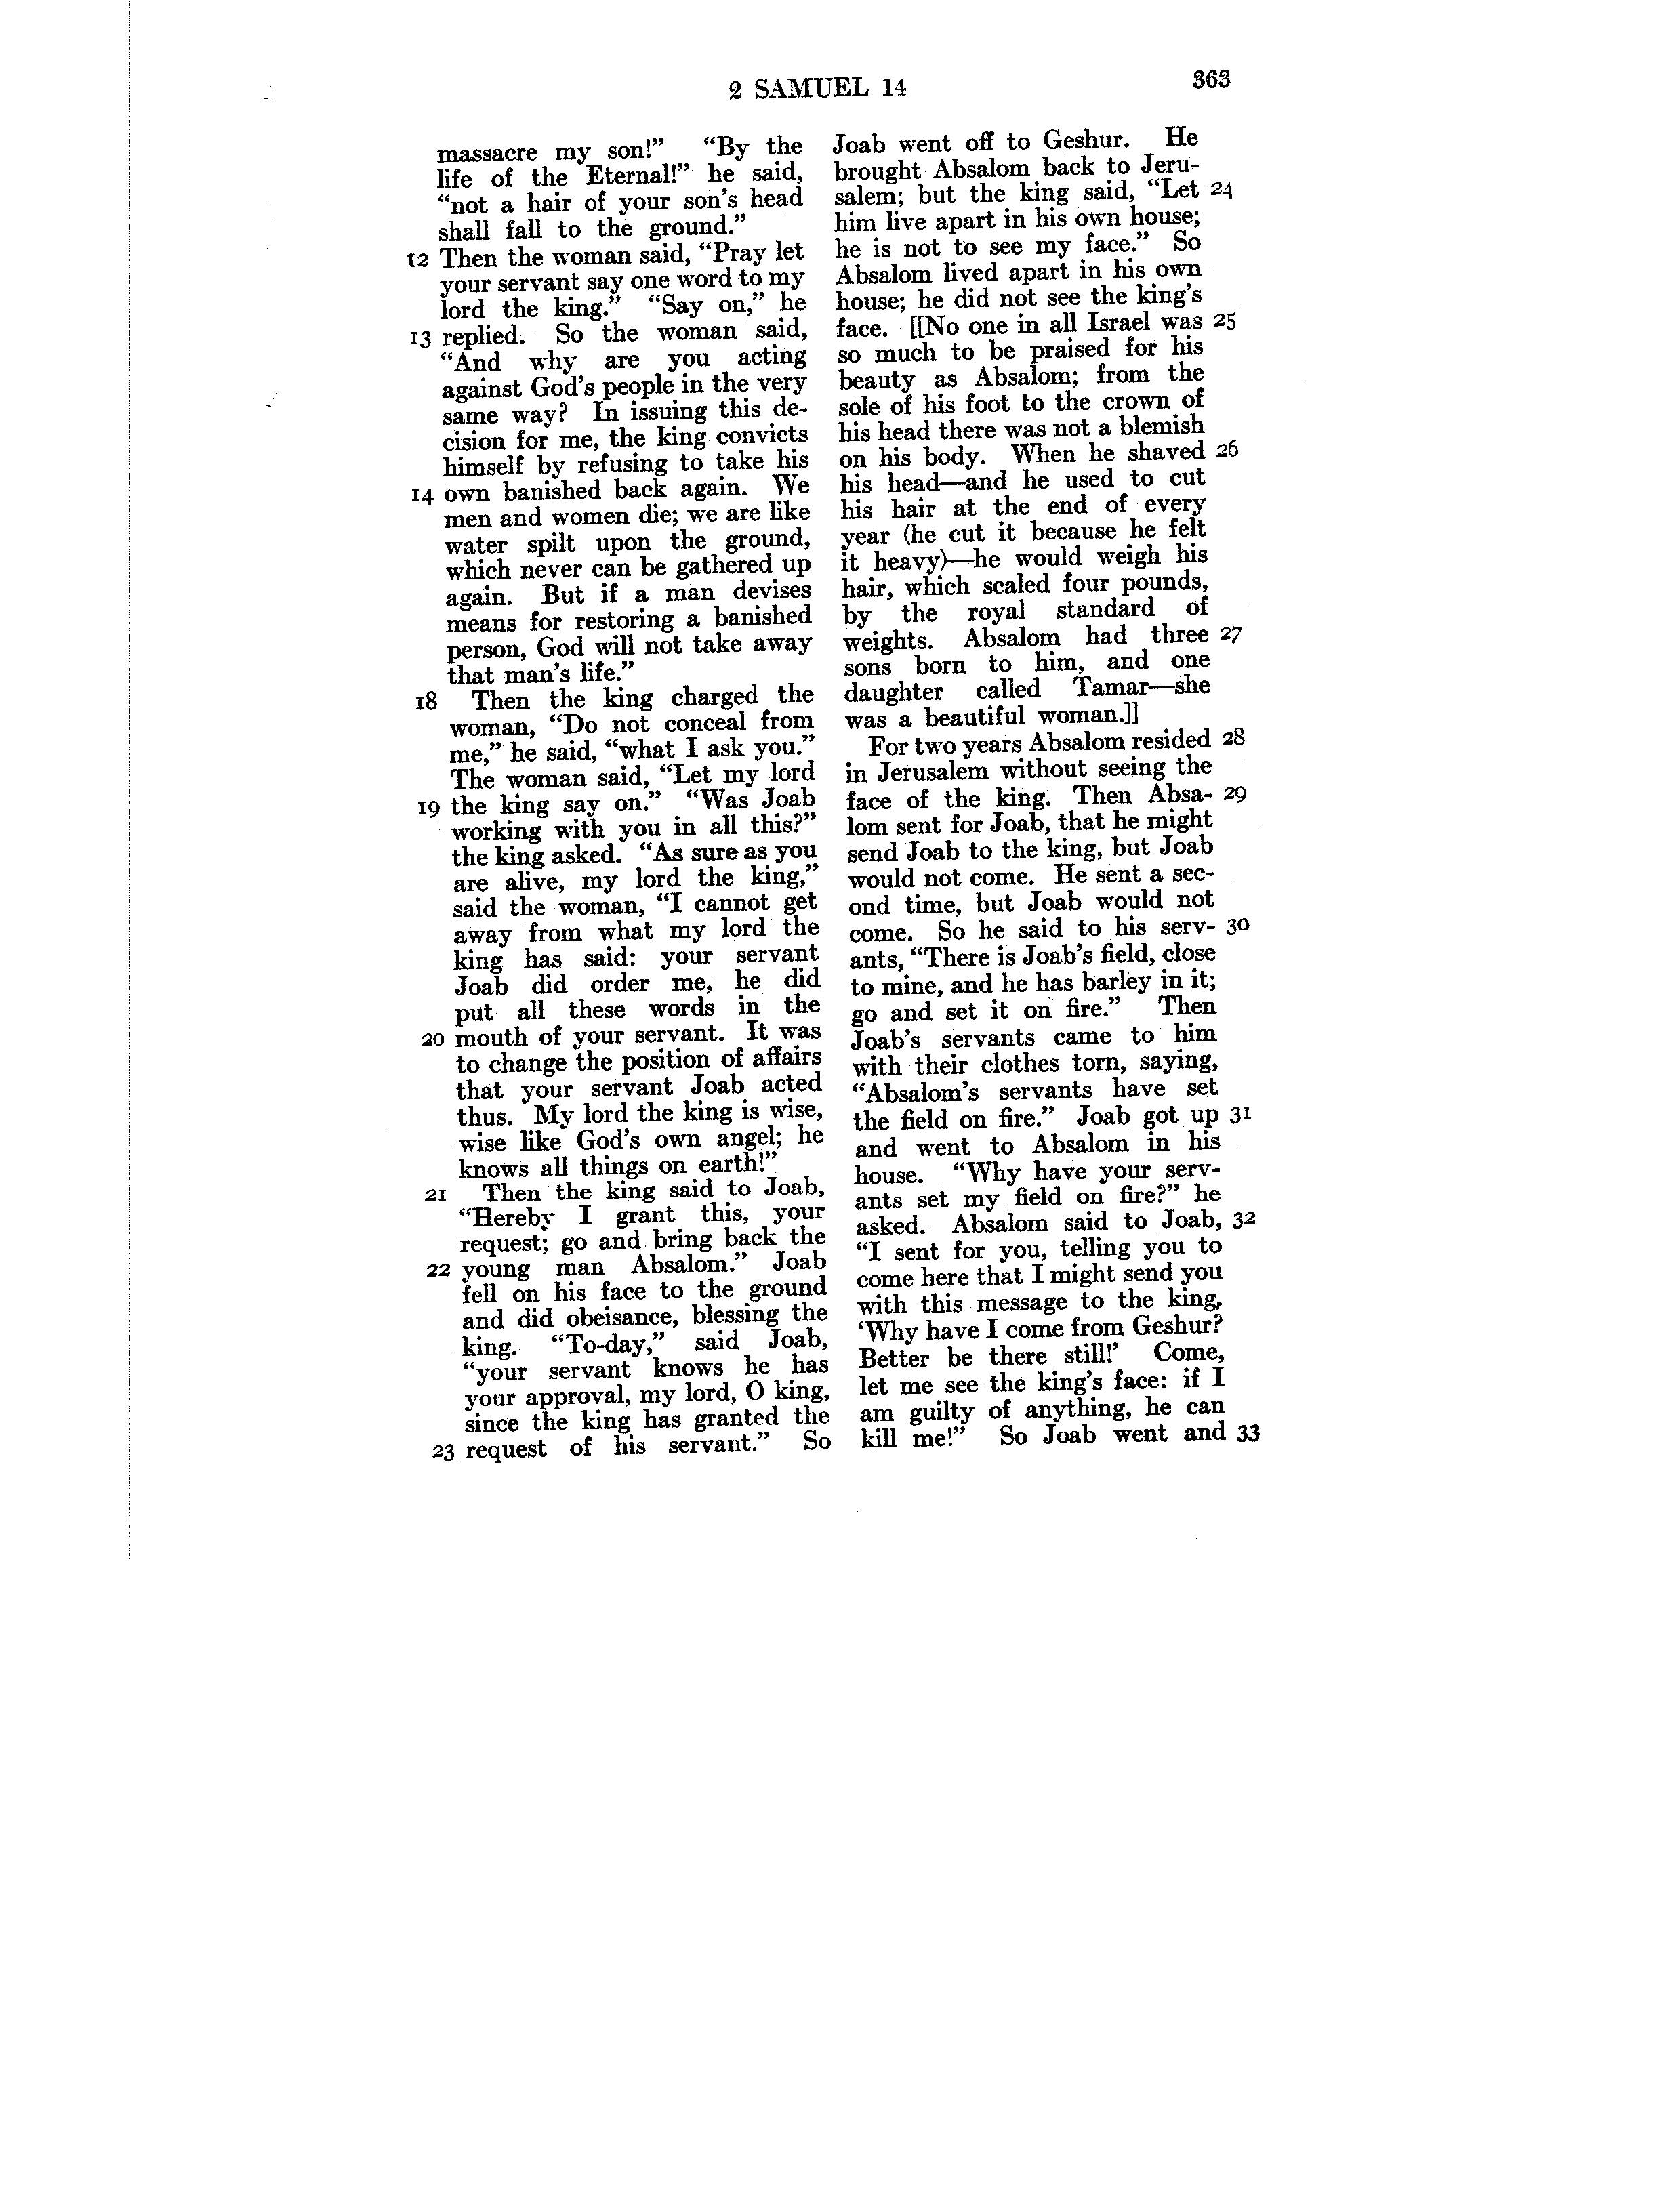 2 SAMUEL 14
363
massacre my son!” “By the
life of the Eternal!” he said,
“not a hair of your son’s head
shall fall to the ground.”
12 Then the woman said, “Pray let
your servant say one word to my
lord the king.” “Say on,” he
13 replied. So the woman said,
“And why are you acting
against God’s people in the very
same way? In issuing this de-
cision for me, the king convicts
himself by refusing to take his
14 own banished back again. We
men and women die; we are like
water spilt upon the ground,
which never can be gathered up
again. But if a man devises
means for restoring a banished
person, God will not take away
that man’s life.”
18 Then the king charged the
woman, “Do not conceal from
me,” he said, “what I ask you.”
The woman said, “Let my lord
19 the king say on.” “Was Joab
working with you in all this?”
the king asked. “As sure as you
are alive, my lord the king,”
said the woman, “I cannot get
away from what my lord the
king has said: your servant
Joab did order me, he did
put all these words in the
20 mouth of your servant. It was
to change the position of affairs
that your servant Joab acted
thus. My lord the king is wise,
wise like God’s own angel; he
knows all things on earth!”
21 Then the king said to Joab,
“Hereby I grant this, your
request; go and bring back the
22 young man Absalom.” Joab
fell on his face to the ground
and did obeisance, blessing the
king. “To-day,” said Joab,
“your servant knows he has
your approval, my lord, O king,
since the king has granted the
23 request of his servant.” So
Joab went off to Geshur. He
brought Absalom back to Jeru-
salem; but the king said, “Let 24
him live apart in his own house;
he is not to see my face.” So
Absalom lived apart in his own
house; he did not see the king’s
face. [[No one in all Israel was 25
so much to be praised for his
beauty as Absalom; from the
sole of his foot to the crown of
his head there was not a blemish
on his body. When he shaved 26
his head—and he used to cut
his hair at the end of every
year (he cut it because he felt
it heavy)—he would weigh his
hair, which scaled four pounds,
by the royal standard of
weights. Absalom had three 27
sons born to him, and one
daughter called Tamar—she
was a beautiful woman.]]
For two years Absalom resided 28
in Jerusalem without seeing the
face of the king. Then Absa- 29
lom sent for Joab, that he might
send Joab to the king, but Joab
would not come. He sent a sec-
ond time, but Joab would not
come. So he said to his serv- 30
ants, “There is Joab’s field, close
to mine, and he has barley in it;
go and set it on fire.” Then
Joab’s servants came to him
with their clothes torn, saying,
“Absalom’s servants have set
the field on fire.” Joab got up 31
and went to Absalom in his
house. “Why have your serv-
ants set my field on fire?” he
asked. Absalom said to Joab, 32
“I sent for you, telling you to
come here that I might send you
with this message to the king,
‘Why have I come from Geshur?
Better be there still!’ Come,
let me see the king’s face: if I
am guilty of anything, he can
kill me!” So Joab went and 33